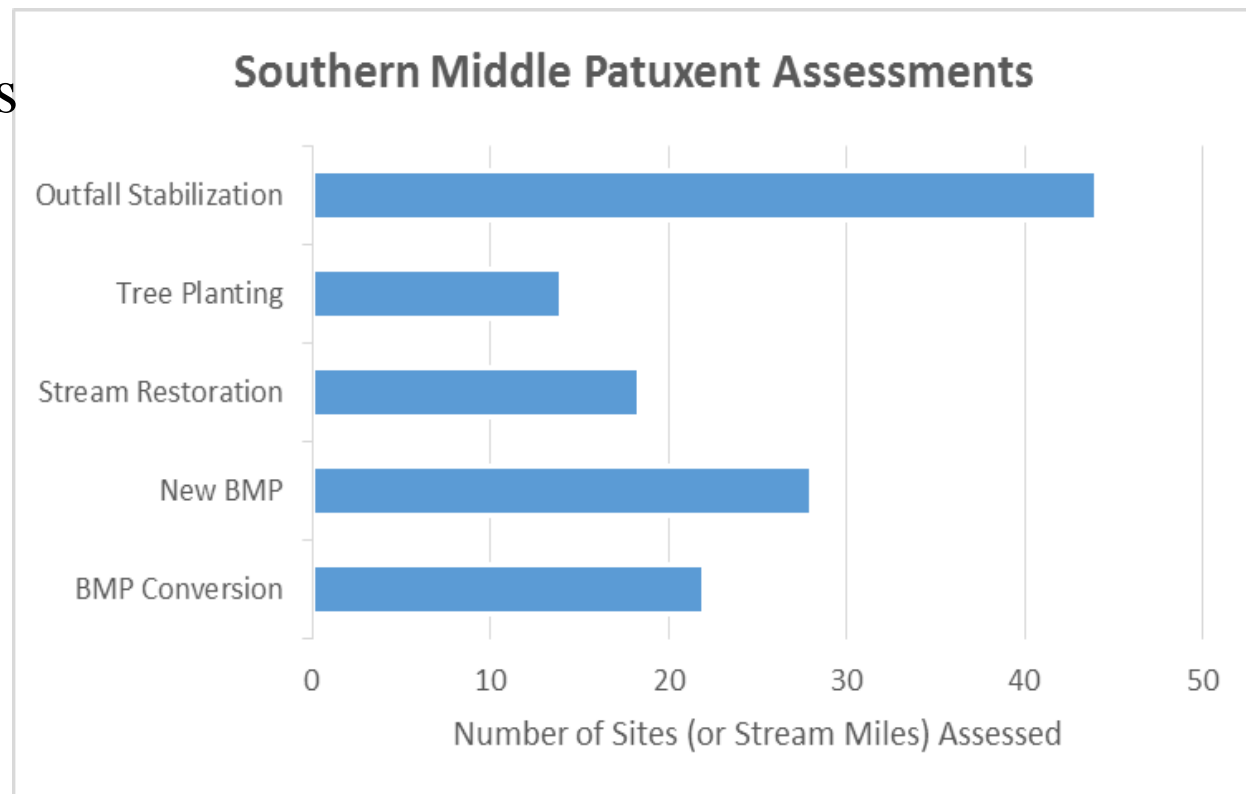 Southern Middle Patuxent Assessments
s
Outfall Stabilization
Tree Planting
Stream Restoration
New BMP
BMP Conversion
0 10 20 30 40 50
Number of Sites (or Stream Miles) Assessed